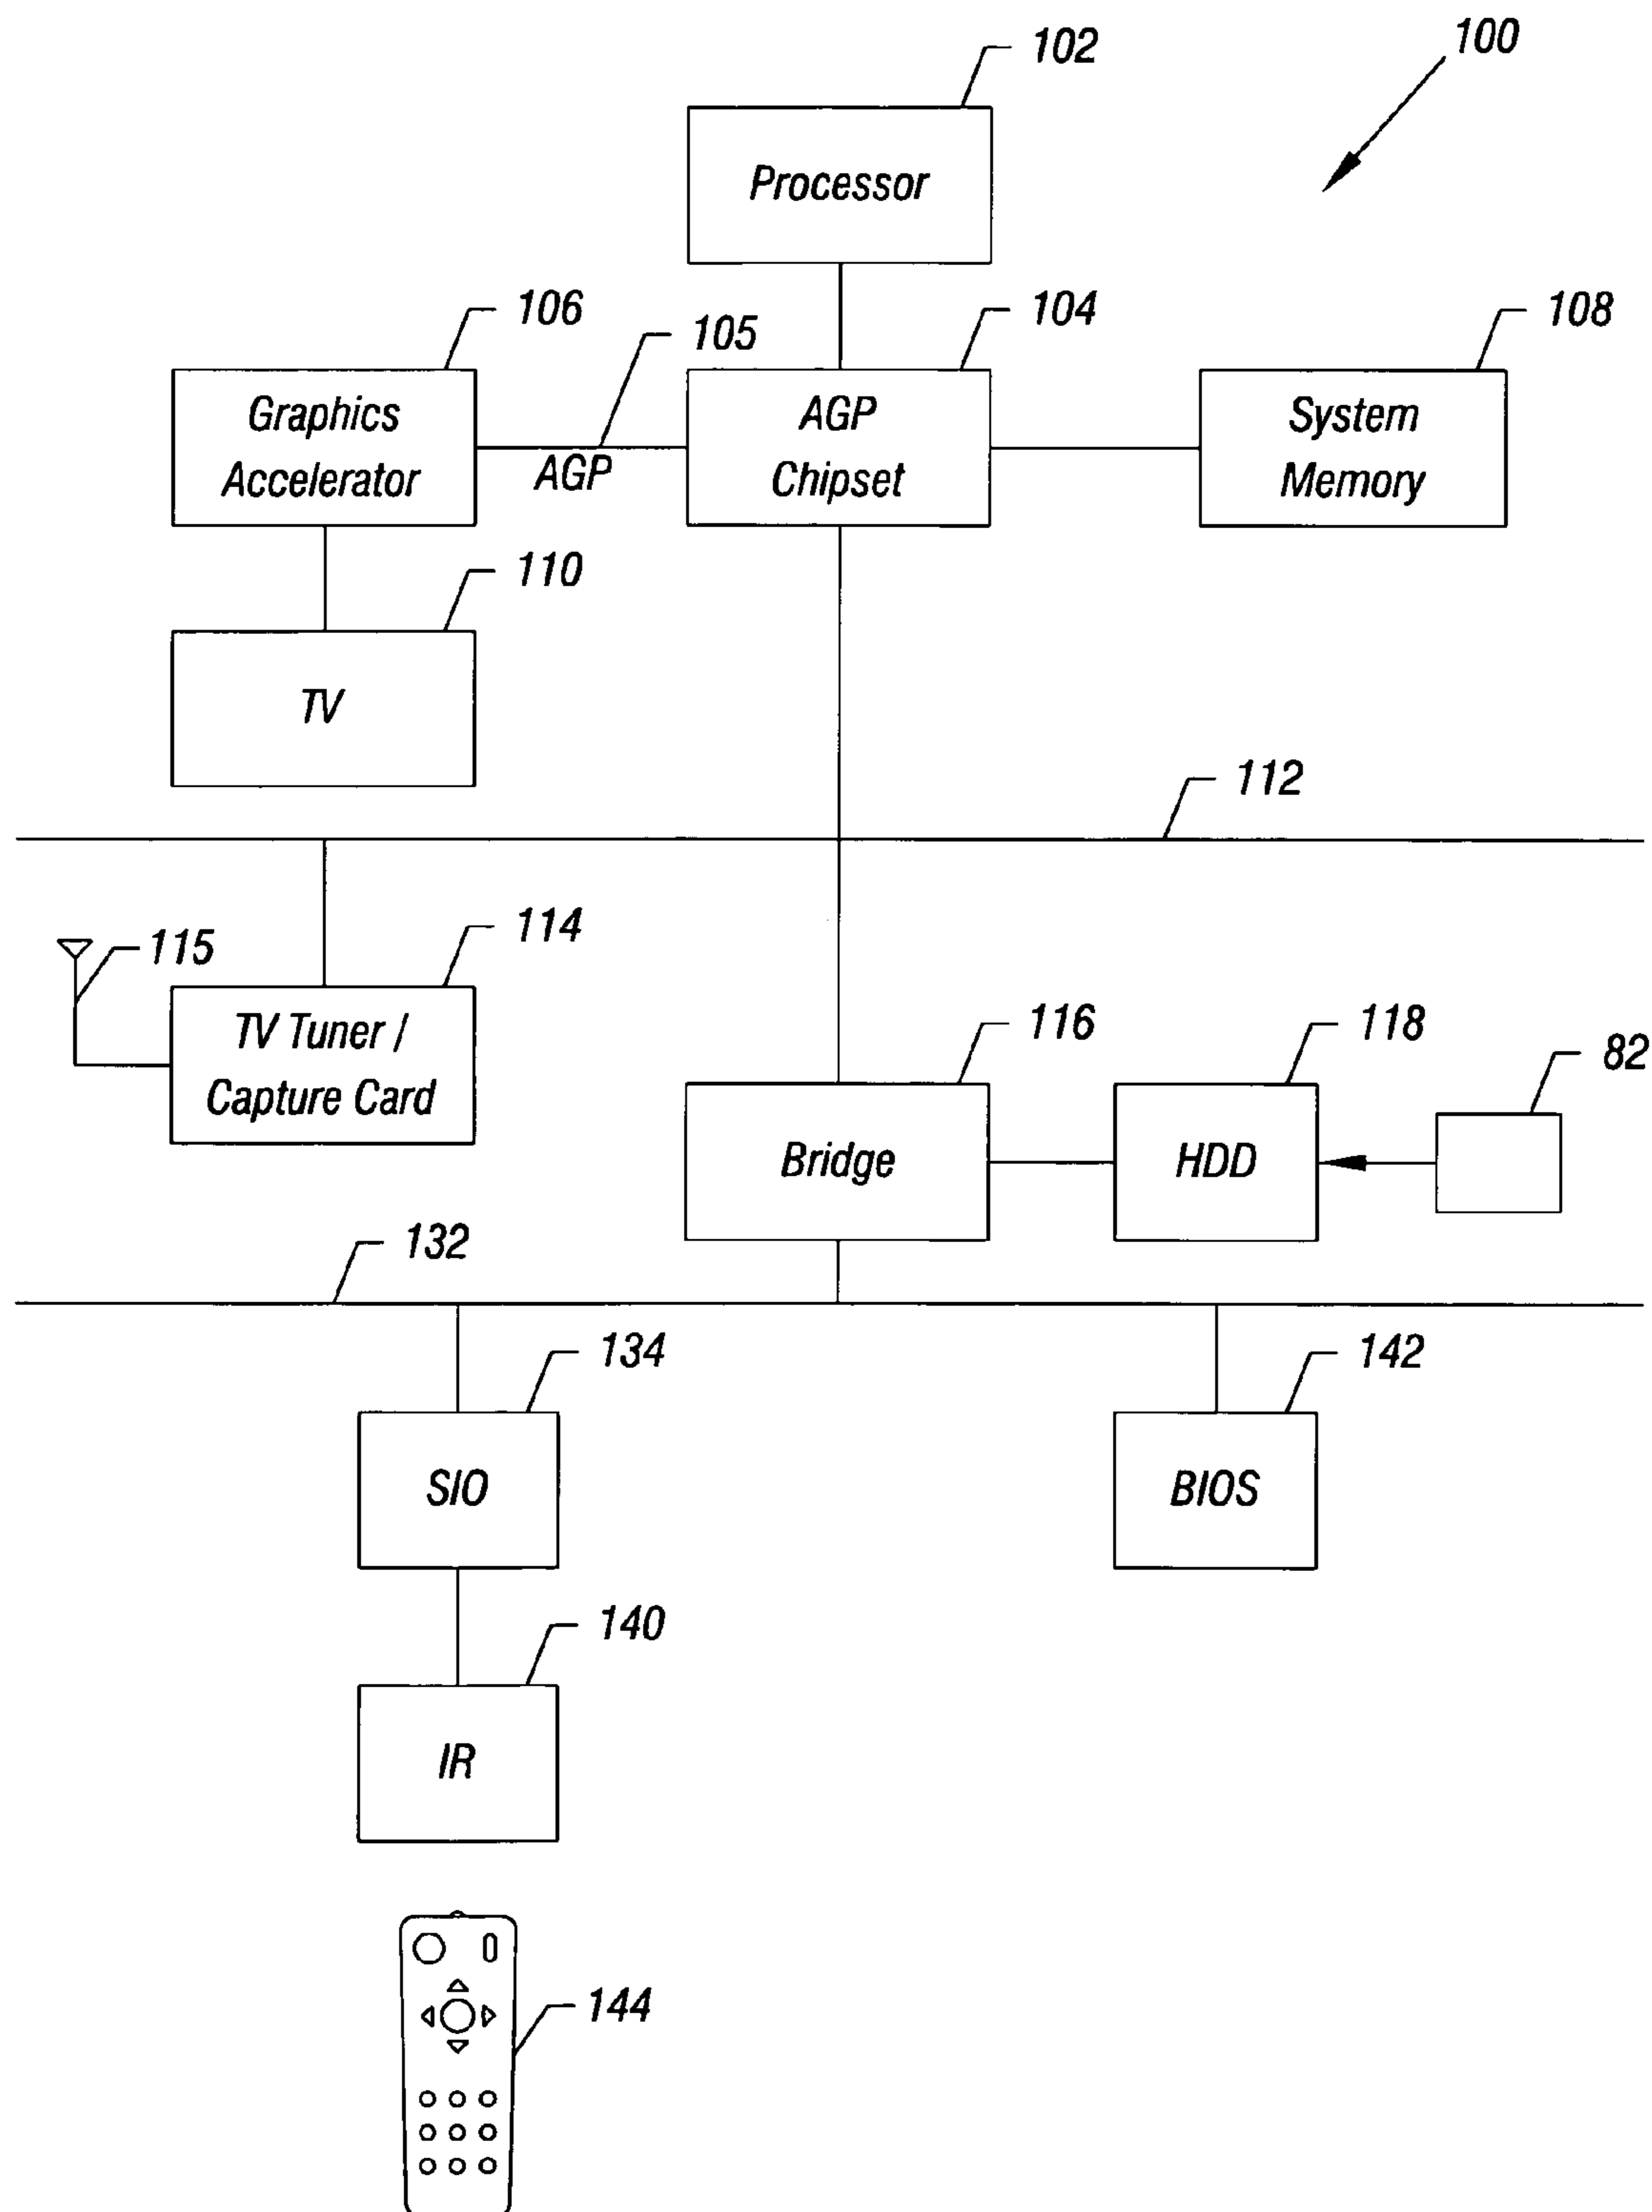 100
102
Processor
106
105
104
108
Graphics
Accelerator
AGP
AGP
Chipset
System
Memory
110
TV
112
115
114
TV Tuner /
Capture Card
116
118
82
Bridge
HDD
132
134
142
SIO
BIOS
140
IR
144